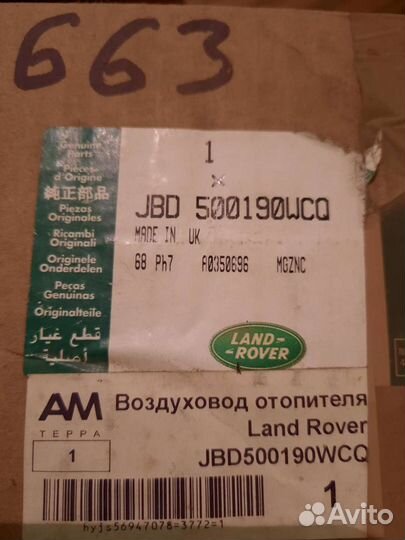 663
Genuine
Parts
Pièces
d'Origine
純正部品
Piezas
Originales
Ricambi
Originali
Originele
Onderdelen
Peças
Genuinas
Originalteile
قطع غيار
أصلية
1
JBD 500190WCQ
MADE IN UK
68 Ph7 A0350696 MGZNC
LAND-
-ROVER
AM
ТЕРРА
1
Воздуховод отопителя
Land Rover
JBD500190WCQ
1
hyjs56947078=3772=1
Avito